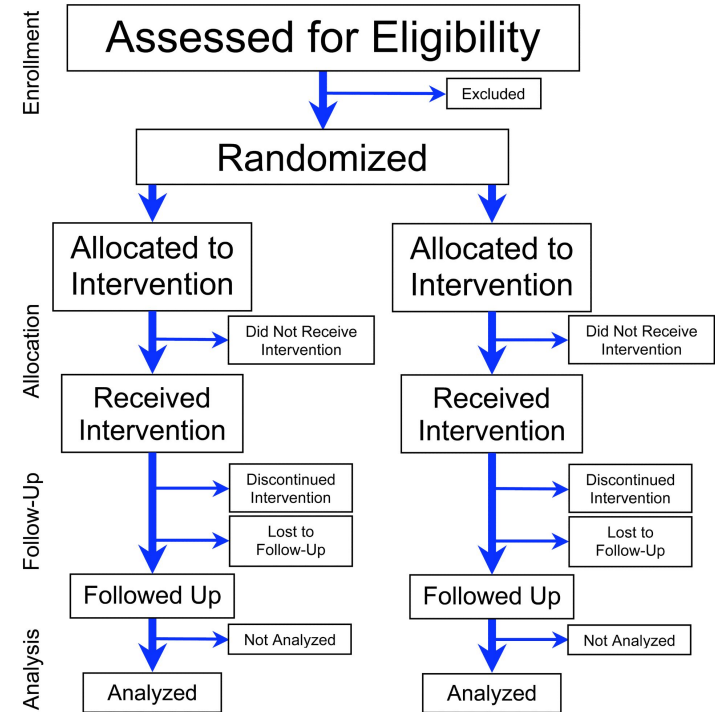 Enrollment
Assessed for Eligibility
Excluded
Randomized
Allocated to
Intervention
Allocated to
Intervention
Allocation
Did Not Receive
Intervention
Did Not Receive
Intervention
Received
Intervention
Received
Intervention
Follow-Up
Discontinued
Intervention
Discontinued
Intervention
Lost to
Follow-Up
Lost to
Follow-Up
Followed Up
Followed Up
Analysis
Not Analyzed
Not Analyzed
Analyzed
Analyzed